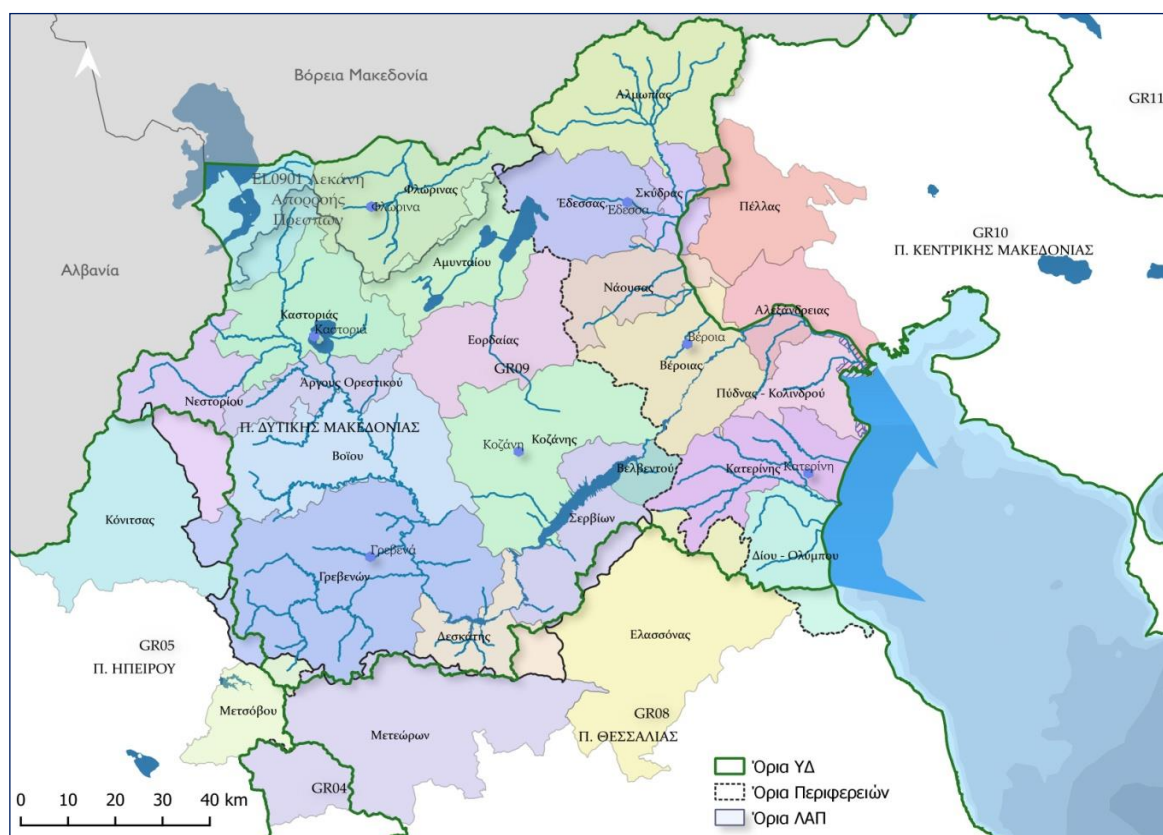 Βόρεια Μακεδονία
Αλμωπίας
GR11
EL0901 Λεκάνη
Απορροής
Πρεσπών
Φλώρινας
Φλώρινα
Έδεσσας
Έδεσσα
Σκύδρας
Πέλλας
GR10
Π. ΚΕΝΤΡΙΚΗΣ ΜΑΚΕΔΟΝΙΑΣ
Αλβανία
Αμυνταίου
Νάουσας
Καστοριάς
Καστοριά
Εορδαίας
GR09
Βέροια
Βέροιας
Αλεξάνδρειας
Άργους Ορεστικού
Νεστορίου
Πύδνας - Κολινδρού
Π. ΔΥΤΙΚΗΣ ΜΑΚΕΔΟΝΙΑΣ
Κοζάνη
Κοζάνης
Βοΐου
Βελβεντού
Κατερίνης
Κατερίνη
Κόνιτσας
Σερβίων
Γρεβενά
Γρεβενών
Δίου - Ολύμπου
Δεσκάτης
Ελασσόνας
GR05
Π. ΗΠΕΙΡΟΥ
Μετσόβου
Μετεώρων
GR08
Π. ΘΕΣΣΑΛΙΑΣ
GR04
Όρια ΥΔ
Όρια Περιφερειών
Όρια ΛΑΠ
0 10 20 30 40 km